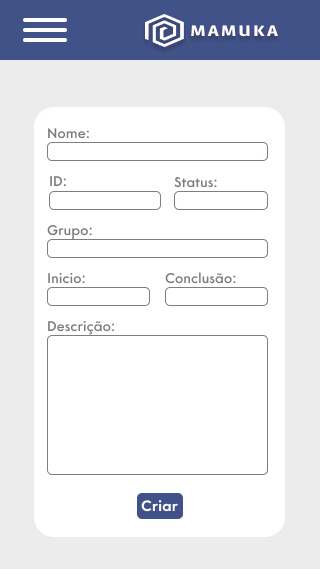 MAMUKA
Nome:
ID: Status:
Grupo:
Inicio: Conclusão:
Descrição:
Criar